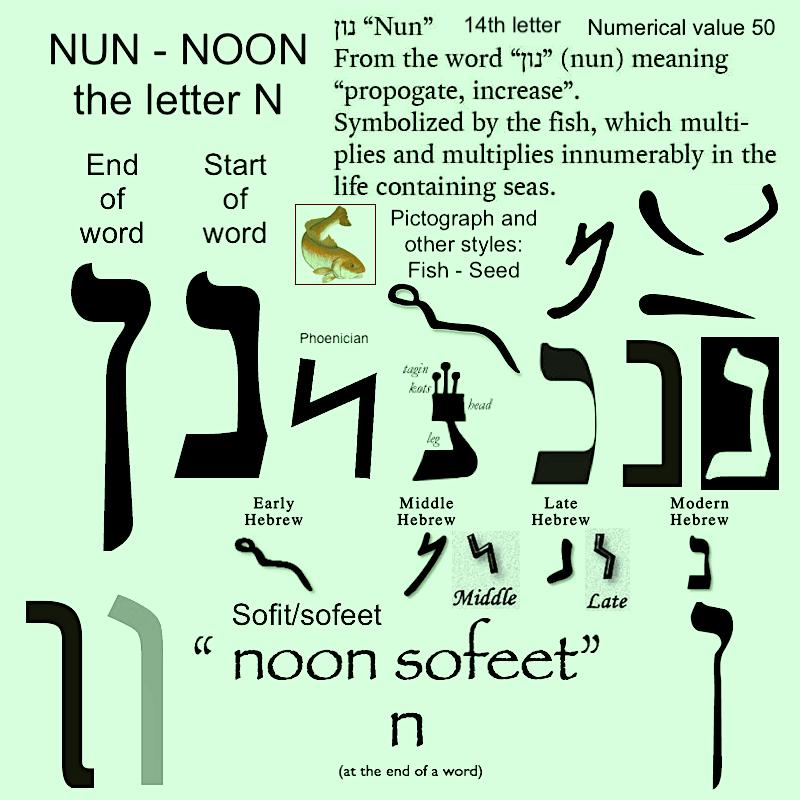 NUN - NOON
the letter N
נון “Nun” 14th letter Numerical value 50
From the word “נון” (nun) meaning
“propogate, increase”.
Symbolized by the fish, which multi-
plies and multiplies innumerably in the
life containing seas.
End
of
word
Start
of
word
Pictograph and
other styles:
Fish - Seed
ן
נ
Phoenician
𐤍
tagin
kots
head
leg
נ
נ
נ
נ
Early
Hebrew
Middle
Hebrew
Late
Hebrew
Modern
Hebrew
Middle
Late
נ
Sofit/sofeet
“ noon sofeet”
n
(at the end of a word)
ן